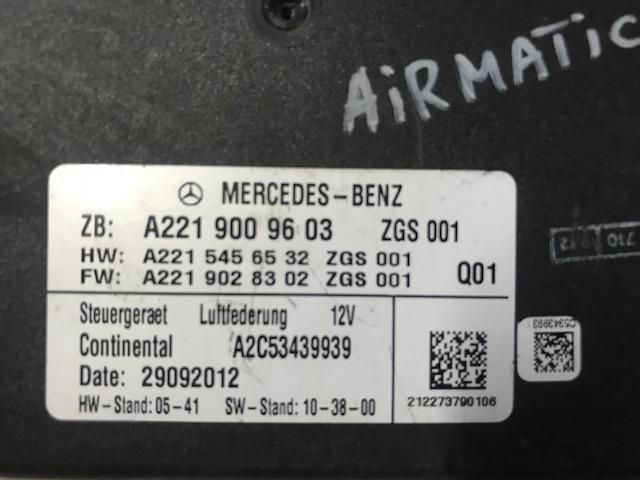 AiRMATiC
MERCEDES-BENZ
ZB: A221 900 96 03 ZGS 001
HW: A221 545 65 32 ZGS 001
FW: A221 902 83 02 ZGS 001 Q01
Steuergeraet Luftfederung 12V
Continental A2C53439939
Date: 29092012
HW-Stand: 05-41 SW-Stand: 10-38-00
212273790106
710